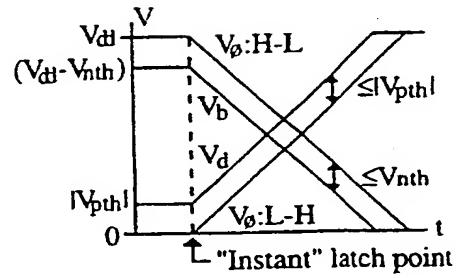 V
Vdd
Vø:H-L
(Vdd-Vnth)
≤|Vpth|
Vb
Vd
≤Vnth
|Vpth|
Vø:L-H
0
t
"Instant" latch point